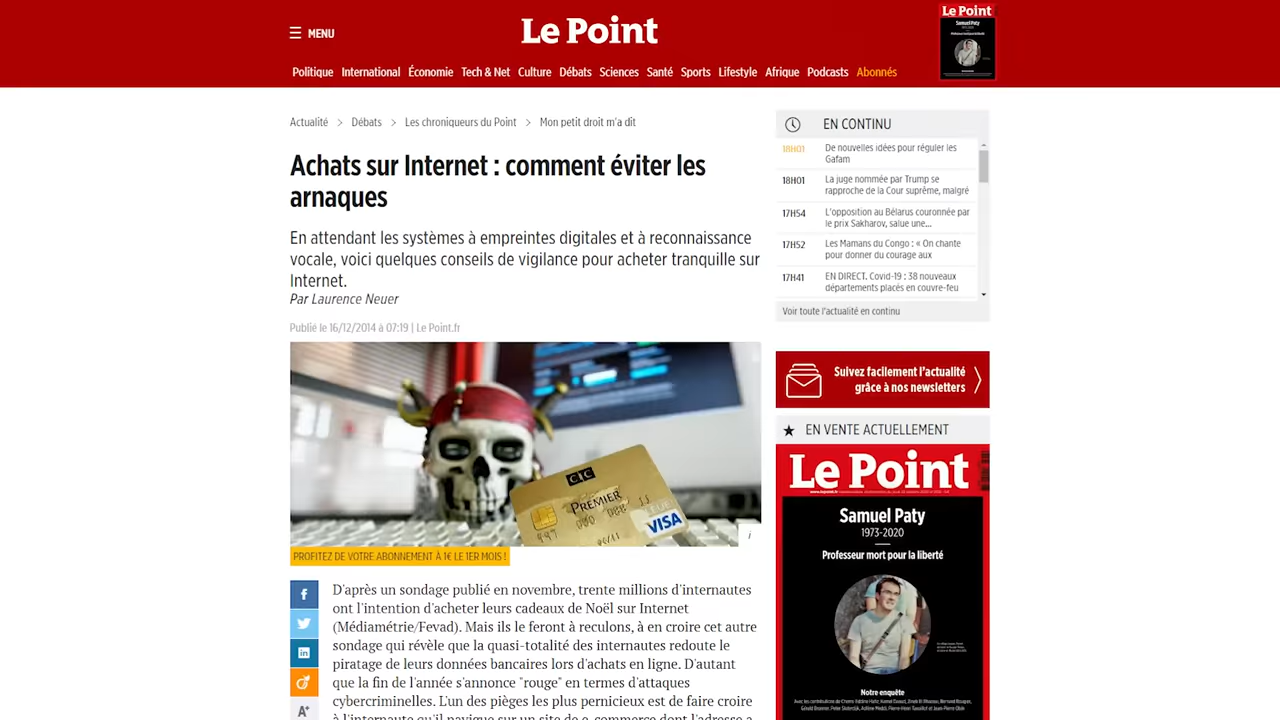 MENU
Le Point
Le Point
Samuel Paty
Politique International Économie Tech & Net Culture Débats Sciences Santé Sports Lifestyle Afrique Podcasts Abonnés
Actualité > Débats > Les chroniqueurs du Point > Mon petit droit m'a dit
Achats sur Internet : comment éviter les
arnaques
En attendant les systèmes à empreintes digitales et à reconnaissance
vocale, voici quelques conseils de vigilance pour acheter tranquille sur
Internet.
Par Laurence Neuer
Publié le 16/12/2014 à 07:19 | Le Point.fr
CIC
PREMIER
VISA
i
PROFITEZ DE VOTRE ABONNEMENT À 1€ LE 1ER MOIS !
D'après un sondage publié en novembre, trente millions d'internautes
ont l'intention d'acheter leurs cadeaux de Noël sur Internet
(Médiamétrie/Fevad). Mais ils le feront à reculons, à en croire cet autre
sondage qui révèle que la quasi-totalité des internautes redoute le
piratage de leurs données bancaires lors d'achats en ligne. D'autant
que la fin de l'année s'annonce "rouge" en termes d'attaques
cybercriminelles. L'un des pièges les plus pernicieux est de faire croire
à l'internaute qu'il navigue sur un site de e-commerce dont l'adresse a
A+
EN CONTINU
18H01 De nouvelles idées pour réguler les
Gafam
18H01 La juge nommée par Trump se
rapproche de la Cour suprême, malgré
17H54 L'opposition au Bélarus couronnée par
le prix Sakharov, salue une...
17H52 Les Mamans du Congo : « On chante
pour donner du courage aux
17H41 EN DIRECT. Covid-19 : 38 nouveaux
départements placés en couvre-feu
Voir toute l'actualité en continu
Suivez facilement l'actualité
grâce à nos newsletters
EN VENTE ACTUELLEMENT
Le Point
Samuel Paty
1973-2020
Professeur mort pour la liberté
Notre enquête